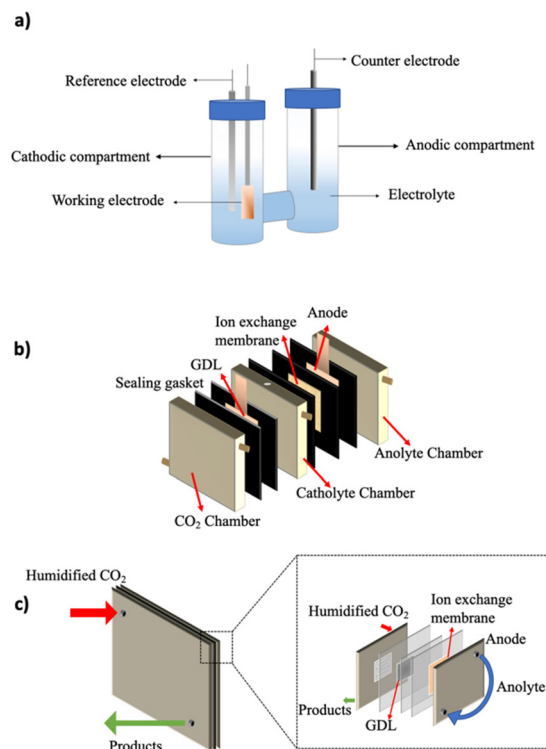 a)
Reference electrode
Counter electrode
Cathodic compartment
Anodic compartment
Working electrode
Electrolyte
b)
Anode
Ion exchange
membrane
GDL
Sealing gasket
Anolyte Chamber
Catholyte Chamber
CO₂ Chamber
c)
Humidified CO₂
Products
Humidified CO₂
Ion exchange
membrane
Anode
Anolyte
Products
GDL